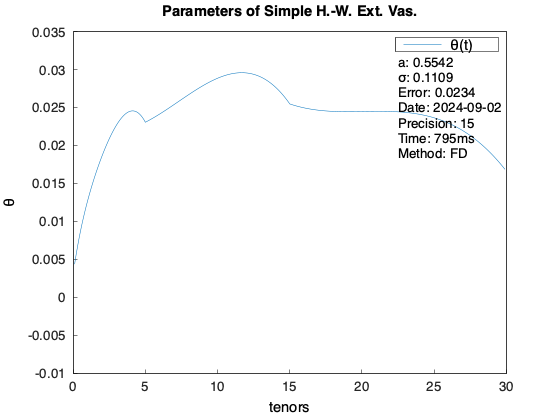 Parameters of Simple H.-W. Ext. Vas.
0.035
0.03
0.025
0.02
0.015
0.01
0.005
0
-0.005
-0.01
θ
θ(t)
a: 0.5542
σ: 0.1109
Error: 0.0234
Date: 2024-09-02
Precision: 15
Time: 795ms
Method: FD
0 5 10 15 20 25 30
tenors